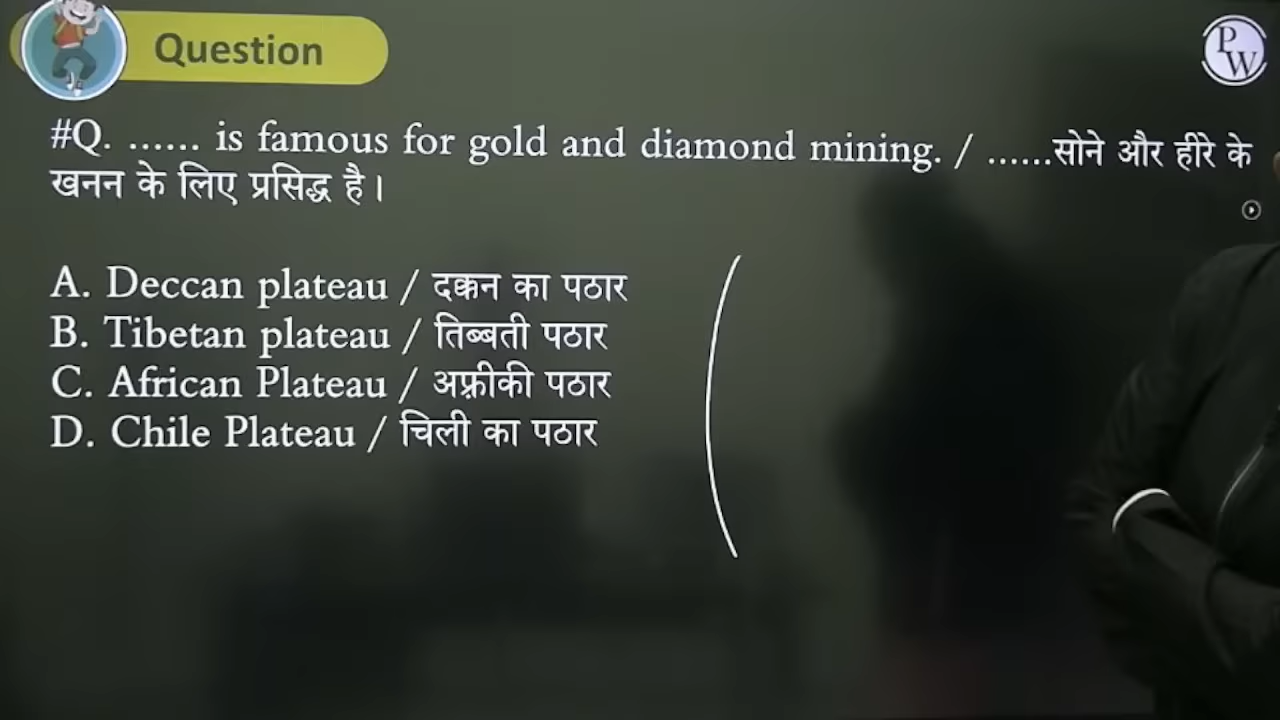 Question
PW
#Q. ...... is famous for gold and diamond mining. / ......सोने और हीरे के
खनन के लिए प्रसिद्ध है।
A. Deccan plateau / दक्कन का पठार
B. Tibetan plateau / तिब्बती पठार
C. African Plateau / अफ़्रीकी पठार
D. Chile Plateau / चिली का पठार